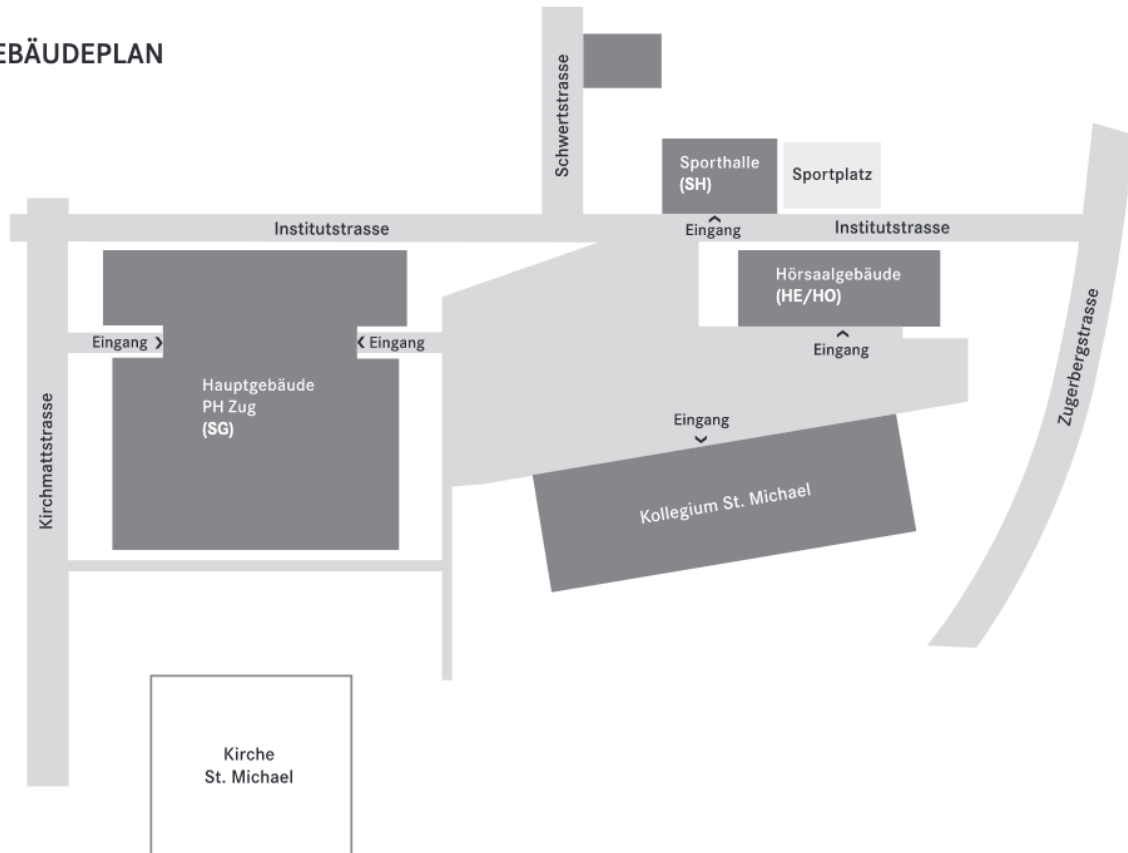 EBÄUDEPLAN
Schwertstrasse
Sporthalle
(SH)
Sportplatz
Institutstrasse
Eingang
Institutstrasse
Hörsaalgebäude
(HE/HO)
Eingang
Eingang
Eingang
Zugerbergstrasse
Hauptgebäude
PH Zug
(SG)
Eingang
Kirchmattstrasse
Kollegium St. Michael
Kirche
St. Michael